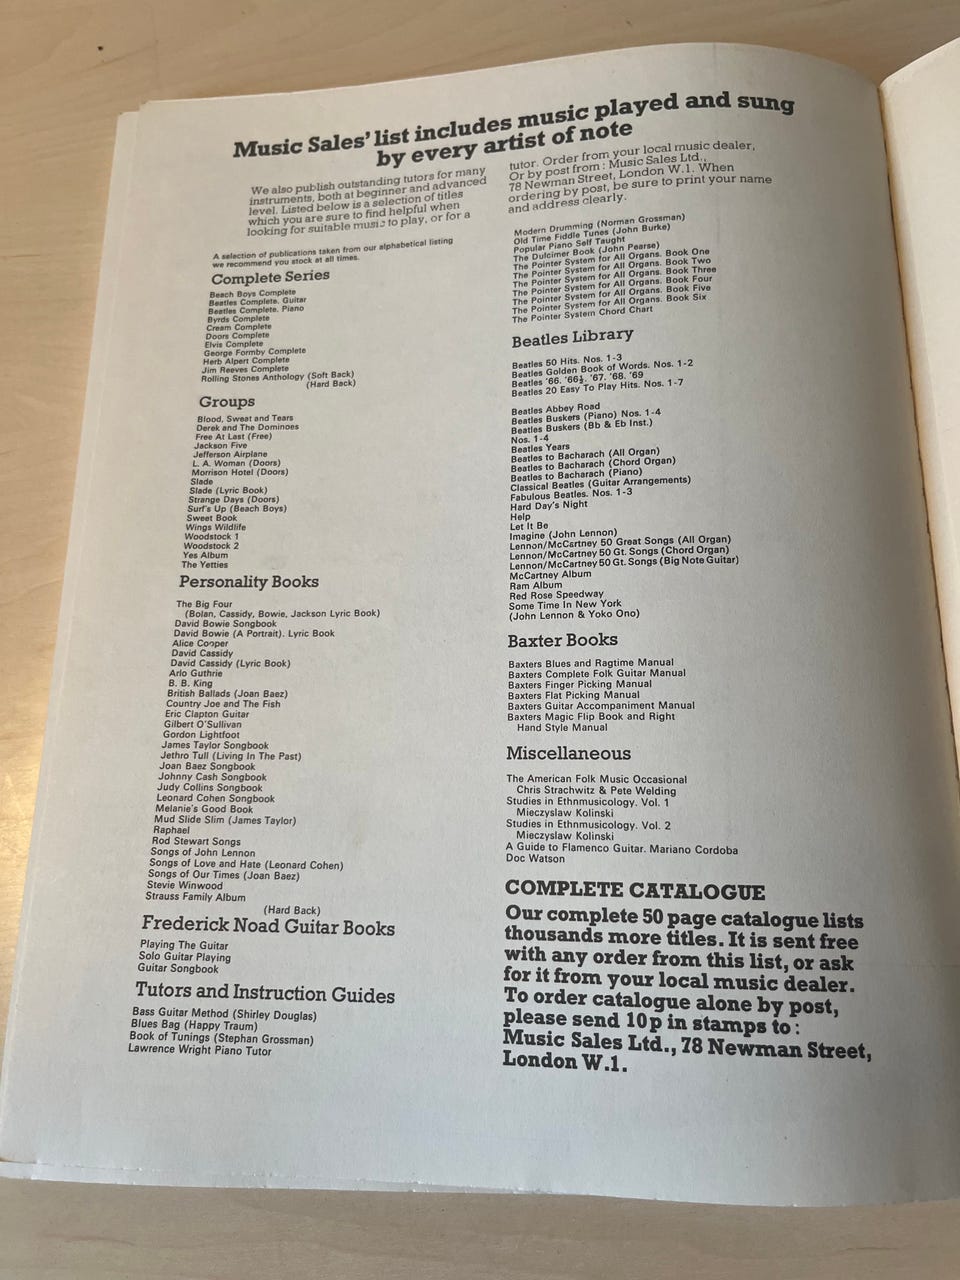 Music Sales' list includes music played and sung
by every artist of note
We also publish outstanding tutors for many
instruments, both at beginner and advanced
level. Listed below is a selection of titles
which you are sure to find helpful when
looking for suitable music to play, or for a
tutor. Order from your local music dealer,
Or by post from : Music Sales Ltd.,
78 Newman Street, London W.1. When
ordering by post, be sure to print your name
and address clearly.
A selection of publications taken from our alphabetical listing
we recommend you stock at all times.
Complete Series
Beach Boys Complete
Beatles Complete. Guitar
Beatles Complete. Piano
Byrds Complete
Cream Complete
Doors Complete
Elvis Complete
George Formby Complete
Herb Alpert Complete
Jim Reeves Complete
Rolling Stones Anthology (Soft Back)
(Hard Back)
Groups
Blood, Sweat and Tears
Derek and The Dominoes
Free At Last (Free)
Jackson Five
Jefferson Airplane
L. A. Woman (Doors)
Morrison Hotel (Doors)
Slade
Slade (Lyric Book)
Strange Days (Doors)
Surf's Up (Beach Boys)
Sweet Book
Wings Wildlife
Woodstock 1
Woodstock 2
Yes Album
The Yetties
Personality Books
The Big Four
(Bolan, Cassidy, Bowie, Jackson Lyric Book)
David Bowie Songbook
David Bowie (A Portrait). Lyric Book
Alice Cooper
David Cassidy
David Cassidy (Lyric Book)
Arlo Guthrie
B. B. King
British Ballads (Joan Baez)
Country Joe and The Fish
Eric Clapton Guitar
Gilbert O'Sullivan
Gordon Lightfoot
James Taylor Songbook
Jethro Tull (Living In The Past)
Joan Baez Songbook
Johnny Cash Songbook
Judy Collins Songbook
Leonard Cohen Songbook
Melanie's Good Book
Mud Slide Slim (James Taylor)
Raphael
Rod Stewart Songs
Songs of John Lennon
Songs of Love and Hate (Leonard Cohen)
Songs of Our Times (Joan Baez)
Stevie Winwood
Strauss Family Album
(Hard Back)
Frederick Noad Guitar Books
Playing The Guitar
Solo Guitar Playing
Guitar Songbook
Tutors and Instruction Guides
Bass Guitar Method (Shirley Douglas)
Blues Bag (Happy Traum)
Book of Tunings (Stephan Grossman)
Lawrence Wright Piano Tutor
Modern Drumming (Norman Grossman)
Old Time Fiddle Tunes (John Burke)
Popular Piano Self Taught
The Dulcimer Book (John Pearse)
The Pointer System for All Organs. Book One
The Pointer System for All Organs. Book Two
The Pointer System for All Organs. Book Three
The Pointer System for All Organs. Book Four
The Pointer System for All Organs. Book Five
The Pointer System for All Organs. Book Six
The Pointer System Chord Chart
Beatles Library
Beatles 50 Hits. Nos. 1-3
Beatles Golden Book of Words. Nos. 1-2
Beatles '66. '66½. '67. '68. '69
Beatles 20 Easy To Play Hits. Nos. 1-7
Beatles Abbey Road
Beatles Buskers (Piano) Nos. 1-4
Beatles Buskers (Bb & Eb Inst.)
Nos. 1-4
Beatles Years
Beatles to Bacharach (All Organ)
Beatles to Bacharach (Chord Organ)
Beatles to Bacharach (Piano)
Classical Beatles (Guitar Arrangements)
Fabulous Beatles. Nos. 1-3
Hard Day's Night
Help
Let It Be
Imagine (John Lennon)
Lennon/McCartney 50 Great Songs (All Organ)
Lennon/McCartney 50 Gt. Songs (Chord Organ)
Lennon/McCartney 50 Gt. Songs (Big Note Guitar)
McCartney Album
Ram Album
Red Rose Speedway
Some Time In New York
(John Lennon & Yoko Ono)
Baxter Books
Baxters Blues and Ragtime Manual
Baxters Complete Folk Guitar Manual
Baxters Finger Picking Manual
Baxters Flat Picking Manual
Baxters Guitar Accompaniment Manual
Baxters Magic Flip Book and Right
Hand Style Manual
Miscellaneous
The American Folk Music Occasional
Chris Strachwitz & Pete Welding
Studies in Ethnmusicology. Vol. 1
Mieczyslaw Kolinski
Studies in Ethnmusicology. Vol. 2
Mieczyslaw Kolinski
A Guide to Flamenco Guitar. Mariano Cordoba
Doc Watson
COMPLETE CATALOGUE
Our complete 50 page catalogue lists
thousands more titles. It is sent free
with any order from this list, or ask
for it from your local music dealer.
To order catalogue alone by post,
please send 10p in stamps to :
Music Sales Ltd., 78 Newman Street,
London W.1.